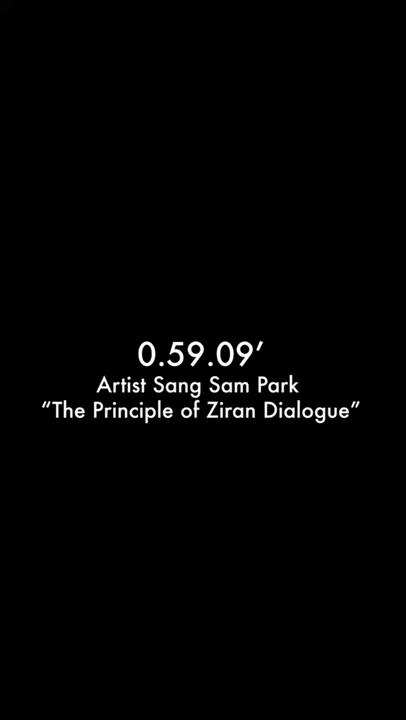 0.59.09’
Artist Sang Sam Park
“The Principle of Ziran Dialogue”